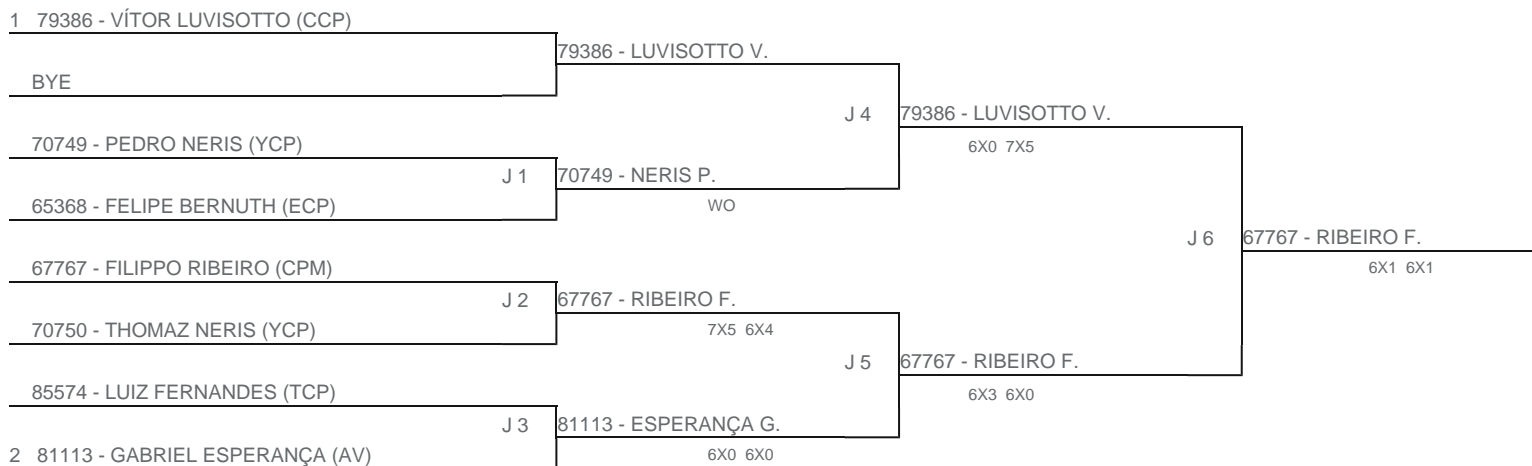 1 79386 - VÍTOR LUVISOTTO (CCP)
79386 - LUVISOTTO V.
BYE
J 4
79386 - LUVISOTTO V.
70749 - PEDRO NERIS (YCP)
6X0 7X5
J 1
70749 - NERIS P.
65368 - FELIPE BERNUTH (ECP)
WO
J 6
67767 - RIBEIRO F.
67767 - FILIPPO RIBEIRO (CPM)
6X1 6X1
J 2
67767 - RIBEIRO F.
70750 - THOMAZ NERIS (YCP)
7X5 6X4
J 5
67767 - RIBEIRO F.
85574 - LUIZ FERNANDES (TCP)
6X3 6X0
J 3
81113 - ESPERANÇA G.
2 81113 - GABRIEL ESPERANÇA (AV)
6X0 6X0